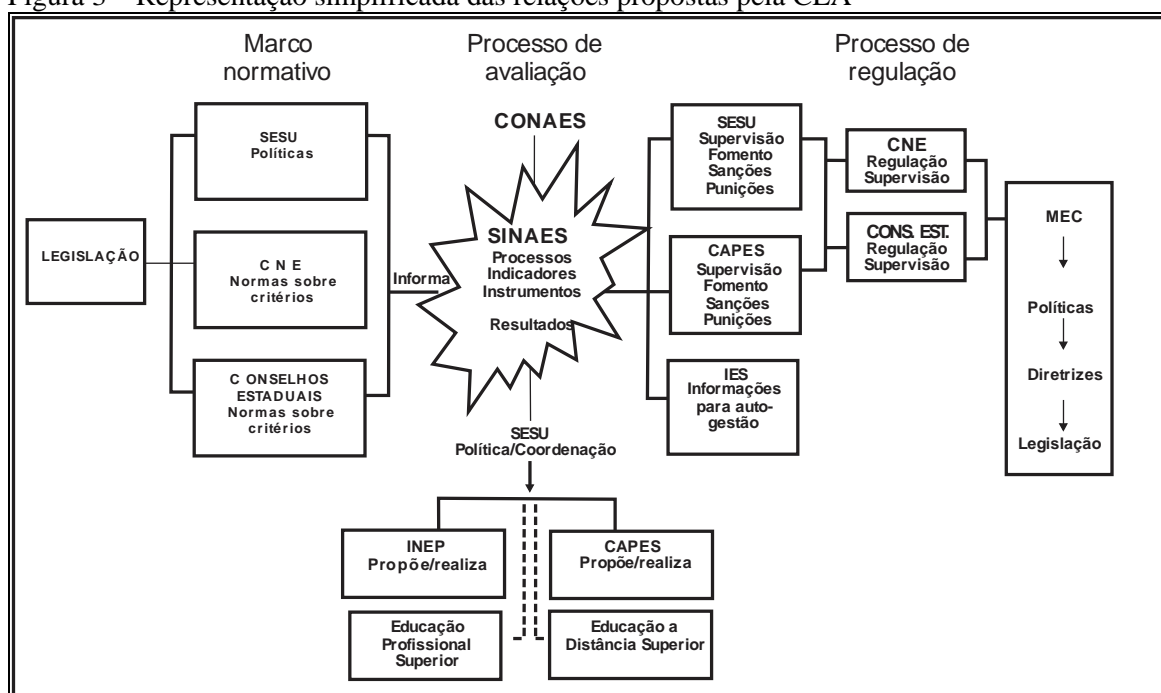 Figura 3 – Representação simplificada das relações propostas pela CEA
Marco
normativo
Processo de
avaliação
Processo de
regulação
LEGISLAÇÃO
SESU
Políticas
C N E
Normas sobre
critérios
C ONSELHOS
ESTADUAIS
Normas sobre
critérios
Informa
CONAES
SINAES
Processos
Indicadores
Instrumentos
Resultados
SESU
Política/Coordenação
INEP
Propõe/realiza
CAPES
Propõe/realiza
Educação
Profissional
Superior
Educação a
Distância Superior
SESU
Supervisão
Fomento
Sanções
Punições
CAPES
Supervisão
Fomento
Sanções
Punições
IES
Informações
para auto-
gestão
CNE
Regulação
Supervisão
CONS. EST.
Regulação
Supervisão
MEC
Políticas
Diretrizes
Legislação